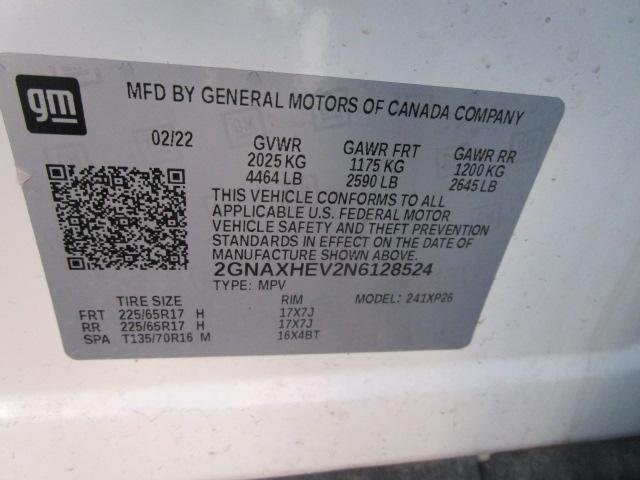 gm
MFD BY GENERAL MOTORS OF CANADA COMPANY
02/22 GVWR GAWR FRT GAWR RR
2025 KG 1175 KG 1200 KG
4464 LB 2590 LB 2645 LB
THIS VEHICLE CONFORMS TO ALL
APPLICABLE U.S. FEDERAL MOTOR
VEHICLE SAFETY AND THEFT PREVENTION
STANDARDS IN EFFECT ON THE DATE OF
MANUFACTURE SHOWN ABOVE.
2GNAXHEV2N6128524
TYPE: MPV MODEL: 241XP26
TIRE SIZE RIM
FRT 225/65R17 H 17X7J
RR 225/65R17 H 17X7J
SPA T135/70R16 M 16X4BT